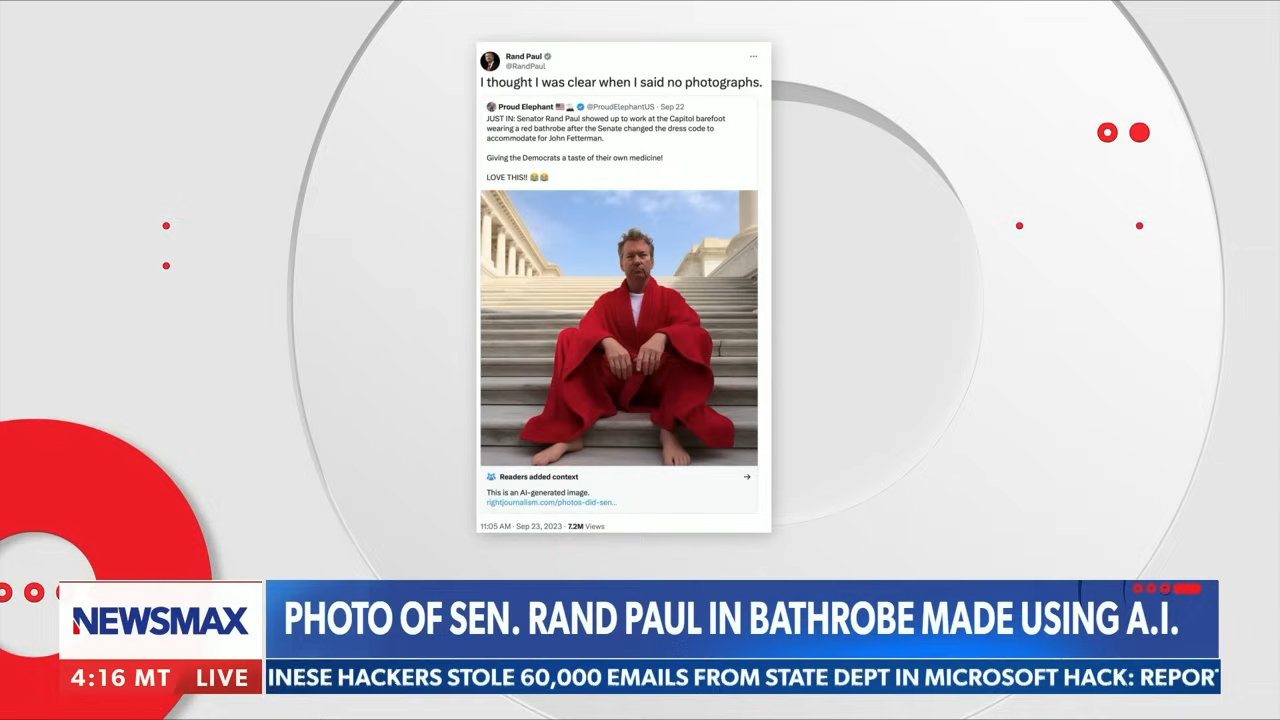 Rand Paul
@RandPaul
I thought I was clear when I said no photographs.
Proud Elephant @ProudElephantUS · Sep 22
JUST IN: Senator Rand Paul showed up to work at the Capitol barefoot
wearing a red bathrobe after the Senate changed the dress code to
accommodate for John Fetterman.
Giving the Democrats a taste of their own medicine!
LOVE THIS!! 😂😂
Readers added context
This is an AI-generated image.
rightjournalism.com/photos-did-sen...
11:05 AM · Sep 23, 2023 · 7.2M Views
NEWSMAX
PHOTO OF SEN. RAND PAUL IN BATHROBE MADE USING A.I.
4:16 MT LIVE
INESE HACKERS STOLE 60,000 EMAILS FROM STATE DEPT IN MICROSOFT HACK: REPORT